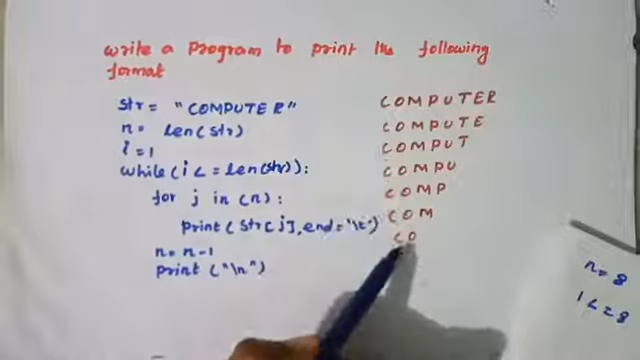 write a program to print the following
format
str = "COMPUTER"
n = len(str)
i = 1
while (i <= len(str)):
for j in (n):
print (str[j], end = "\t")
n = n-1
print ("\n")
COMPUTER
COMPUTE
COMPUT
COMPU
COMP
COM
CO
n = 8
1 <= 8